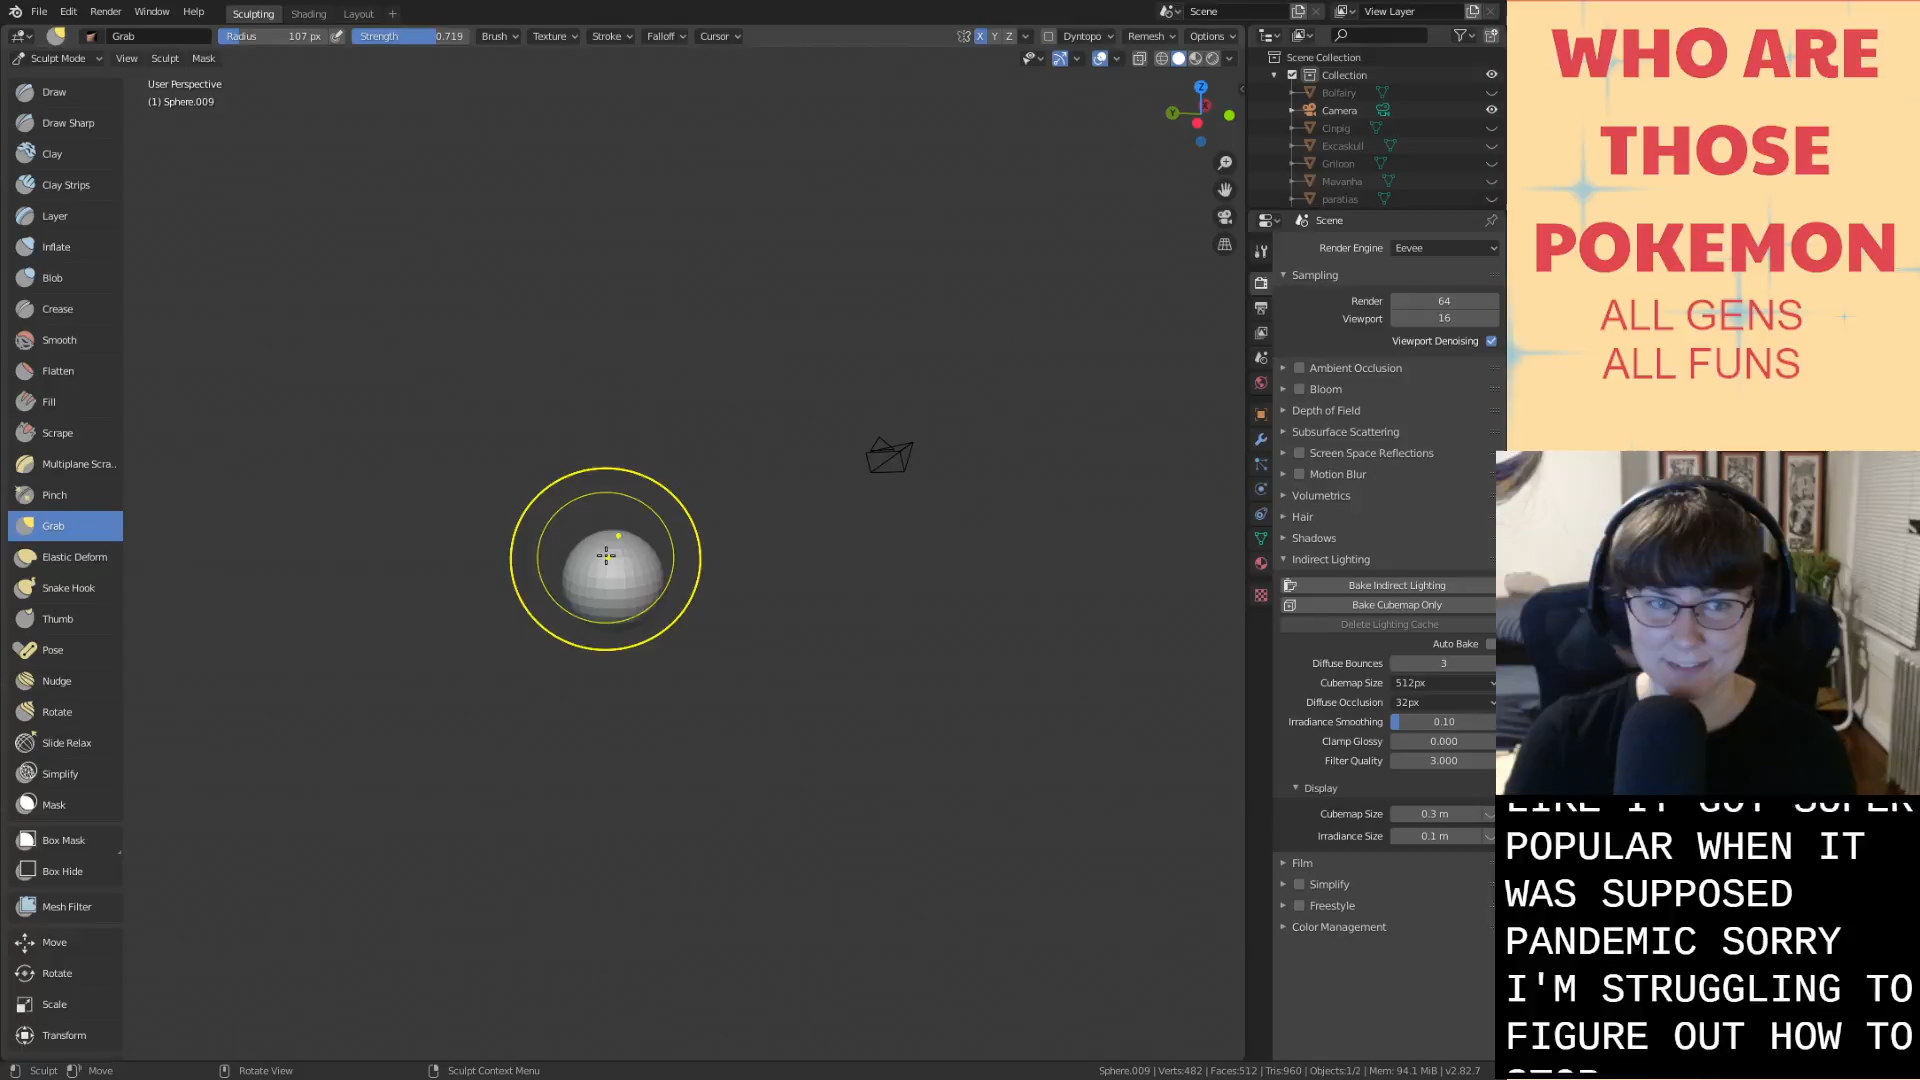 File Edit Render Window Help Sculpting Shading Layout + Scene View Layer
Grab Radius 107 px Strength 0.719 Brush Texture Stroke Falloff Cursor X Y Z Dyntopo Remesh Options
Sculpt Mode View Sculpt Mask
User Perspective
(1) Sphere.009
Draw
Draw Sharp
Clay
Clay Strips
Layer
Inflate
Blob
Crease
Smooth
Flatten
Fill
Scrape
Multiplane Scra..
Pinch
Grab
Elastic Deform
Snake Hook
Thumb
Pose
Nudge
Rotate
Slide Relax
Simplify
Mask
Box Mask
Box Hide
Mesh Filter
Move
Rotate
Scale
Transform
Z
X
Y
Scene Collection
Collection
Bolfairy
Camera
Cinpig
Excaskull
Griloon
Mavanha
paratias
Scene
Render Engine Eevee
Sampling
Render 64
Viewport 16
Viewport Denoising
Ambient Occlusion
Bloom
Depth of Field
Subsurface Scattering
Screen Space Reflections
Motion Blur
Volumetrics
Hair
Shadows
Indirect Lighting
Bake Indirect Lighting
Bake Cubemap Only
Delete Lighting Cache
Auto Bake
Diffuse Bounces 3
Cubemap Size 512px
Diffuse Occlusion 32px
Irradiance Smoothing 0.10
Clamp Glossy 0.000
Filter Quality 3.000
Display
Cubemap Size 0.3 m
Irradiance Size 0.1 m
Film
Simplify
Freestyle
Color Management
WHO ARE
THOSE
POKEMON
ALL GENS
ALL FUNS
LIKE IT GOT SUPER
POPULAR WHEN IT
WAS SUPPOSED
PANDEMIC SORRY
I'M STRUGGLING TO
FIGURE OUT HOW TO
Sculpt Move Rotate View Sculpt Context Menu
Sphere.009 | Verts:482 | Faces:512 | Tris:960 | Objects:1/2 | Mem: 94.1 MiB | v2.82.7